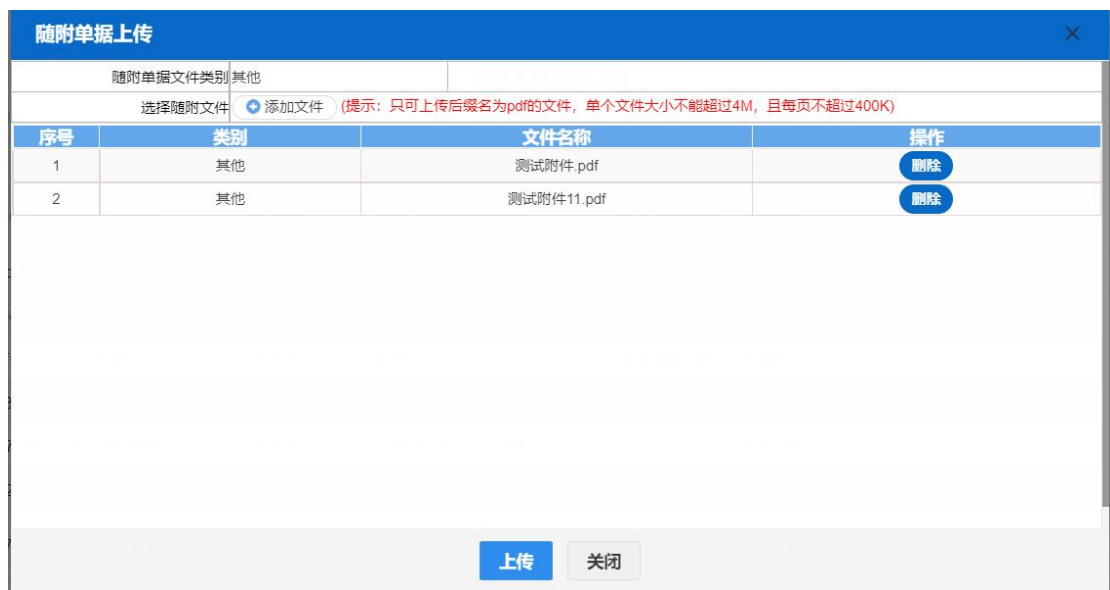 随附单据上传
随附单据文件类别 其他
选择随附文件 添加文件 (提示：只可上传后缀名为pdf的文件，单个文件大小不能超过4M，且每页不超过400K)
序号 类别 文件名称 操作
1 其他 测试附件.pdf 删除
2 其他 测试附件11.pdf 删除
上传 关闭